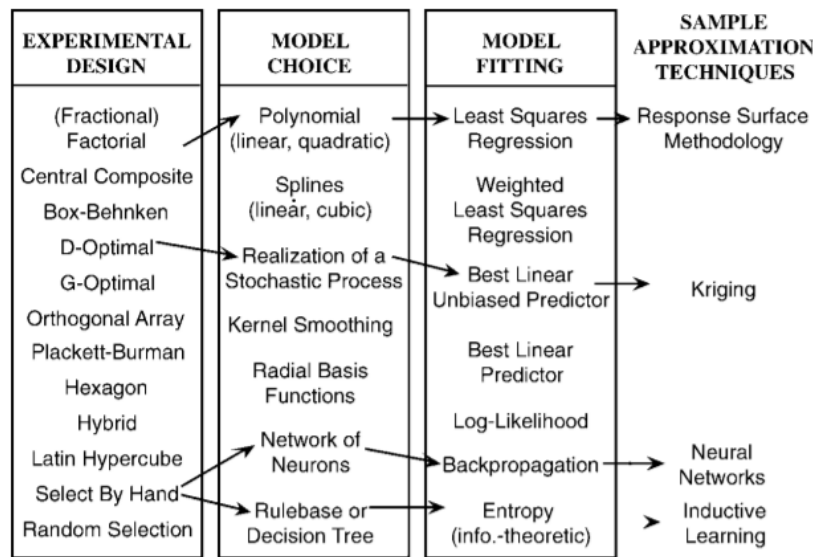 EXPERIMENTAL
DESIGN
(Fractional)
Factorial
Central Composite
Box-Behnken
D-Optimal
G-Optimal
Orthogonal Array
Plackett-Burman
Hexagon
Hybrid
Latin Hypercube
Select By Hand
Random Selection
MODEL
CHOICE
Polynomial
(linear, quadratic)
Splines
(linear, cubic)
Realization of a
Stochastic Process
Kernel Smoothing
Radial Basis
Functions
Network of
Neurons
Rulebase or
Decision Tree
MODEL
FITTING
Least Squares
Regression
Weighted
Least Squares
Regression
Best Linear
Unbiased Predictor
Best Linear
Predictor
Log-Likelihood
Backpropagation
Entropy
(info.-theoretic)
SAMPLE
APPROXIMATION
TECHNIQUES
Response Surface
Methodology
Kriging
Neural
Networks
Inductive
Learning